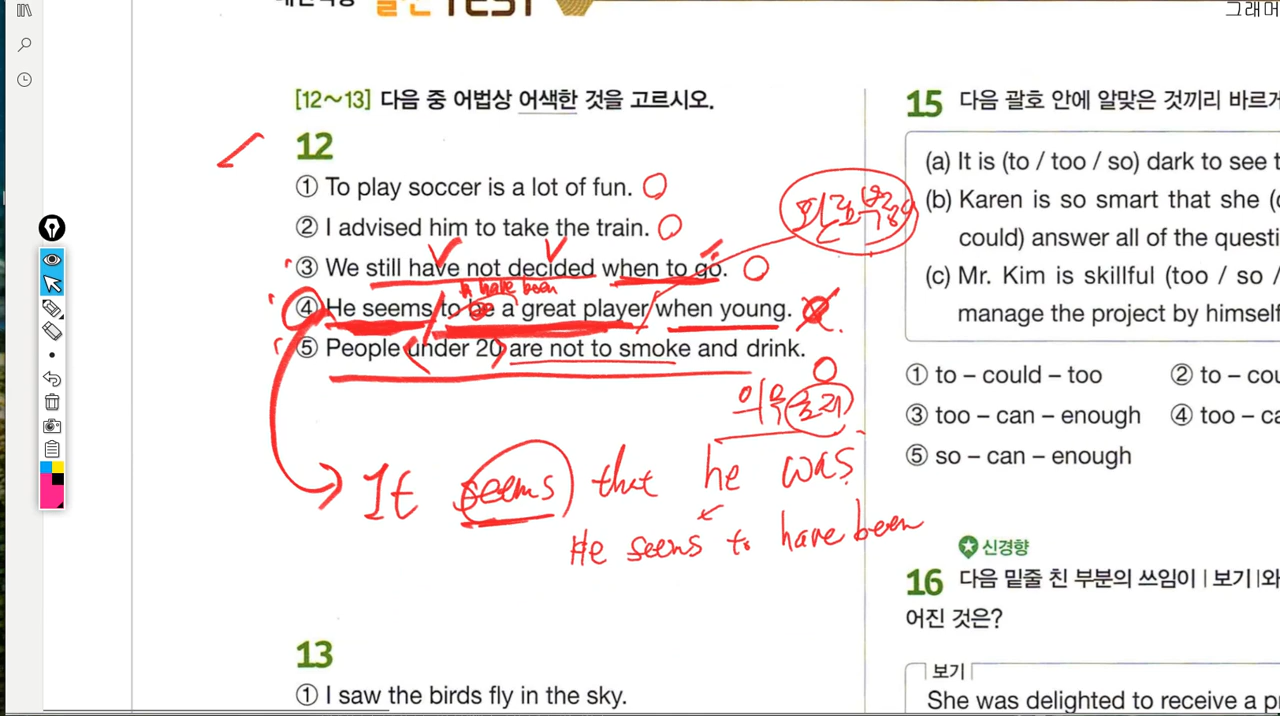 TEST
그래머
[12~13] 다음 중 어법상 어색한 것을 고르시오.
12
① To play soccer is a lot of fun.
② I advised him to take the train.
③ We still have not decided when to go.
to have been
④ He seems to be a great player when young.
⑤ People under 20 are not to smoke and drink.
완료부정사
의무
It seems that he was
He seems to have been
13
① I saw the birds fly in the sky.
15 다음 괄호 안에 알맞은 것끼리 바르게
(a) It is (to / too / so) dark to see
(b) Karen is so smart that she
could) answer all of the
(c) Mr. Kim is skillful (too / so /
manage the project by himself
① to – could – too
② to –
③ too – can – enough
④ too –
⑤ so – can – enough
신경향
16 다음 밑줄 친 부분의 쓰임이 | 보기 |와
어진 것은?
보기
She was delighted to receive a